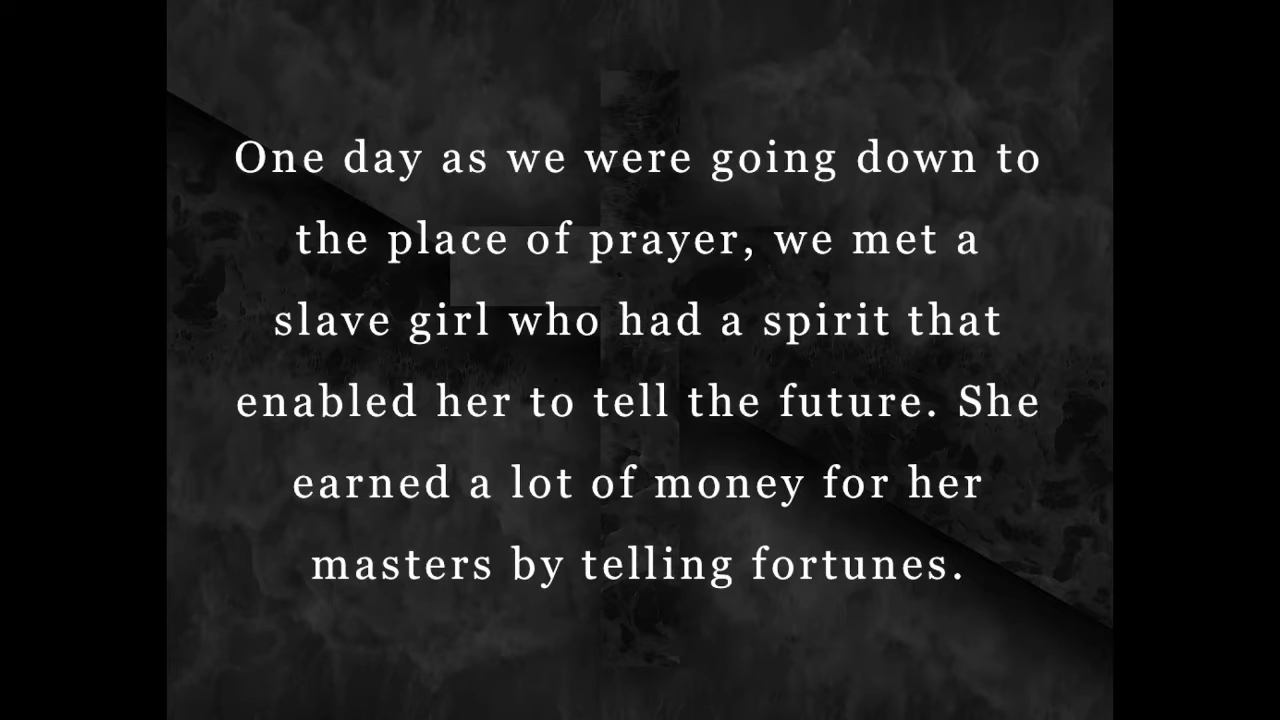 One day as we were going down to
the place of prayer, we met a
slave girl who had a spirit that
enabled her to tell the future. She
earned a lot of money for her
masters by telling fortunes.